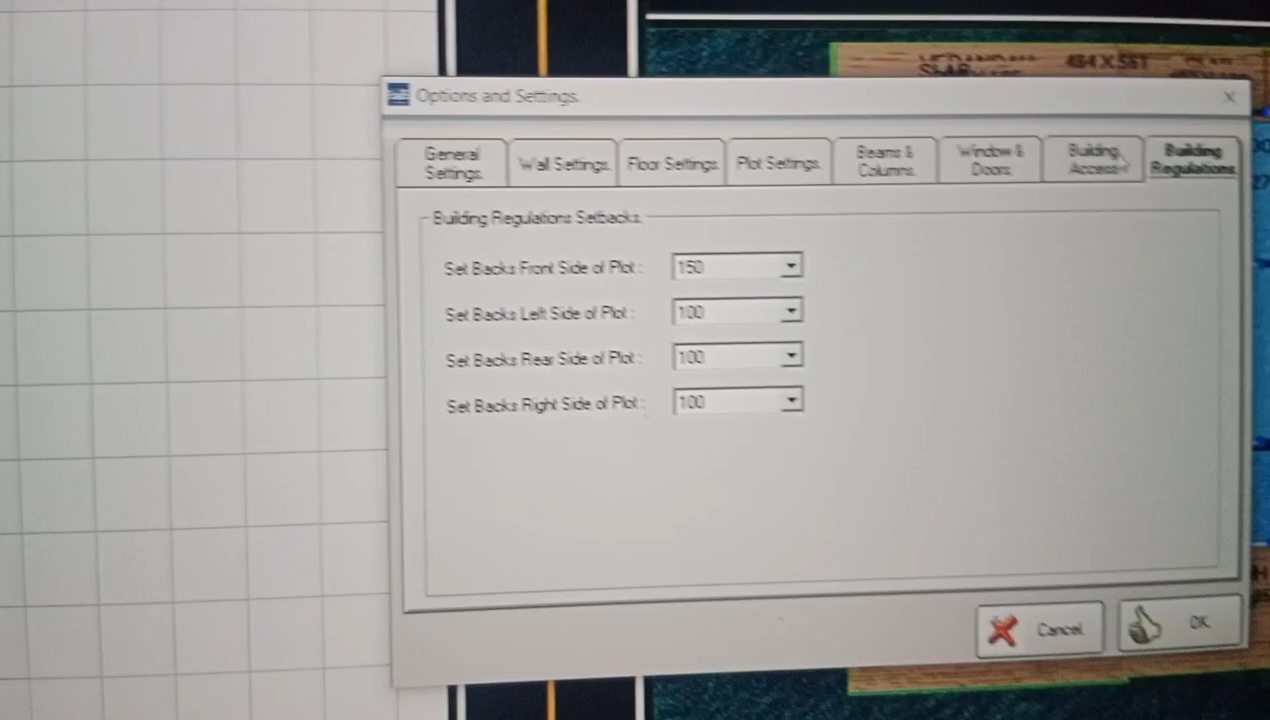 484 X 551
Options and Settings.
General Settings.
Wall Settings.
Floor Settings.
Plot Settings.
Beams & Columns.
Window & Doors.
Building Access
Building Regulations
Building Regulations Setbacks.
Set Backs Front Side of Plot : 150
Set Backs Left Side of Plot : 100
Set Backs Rear Side of Plot : 100
Set Backs Right Side of Plot : 100
Cancel
OK